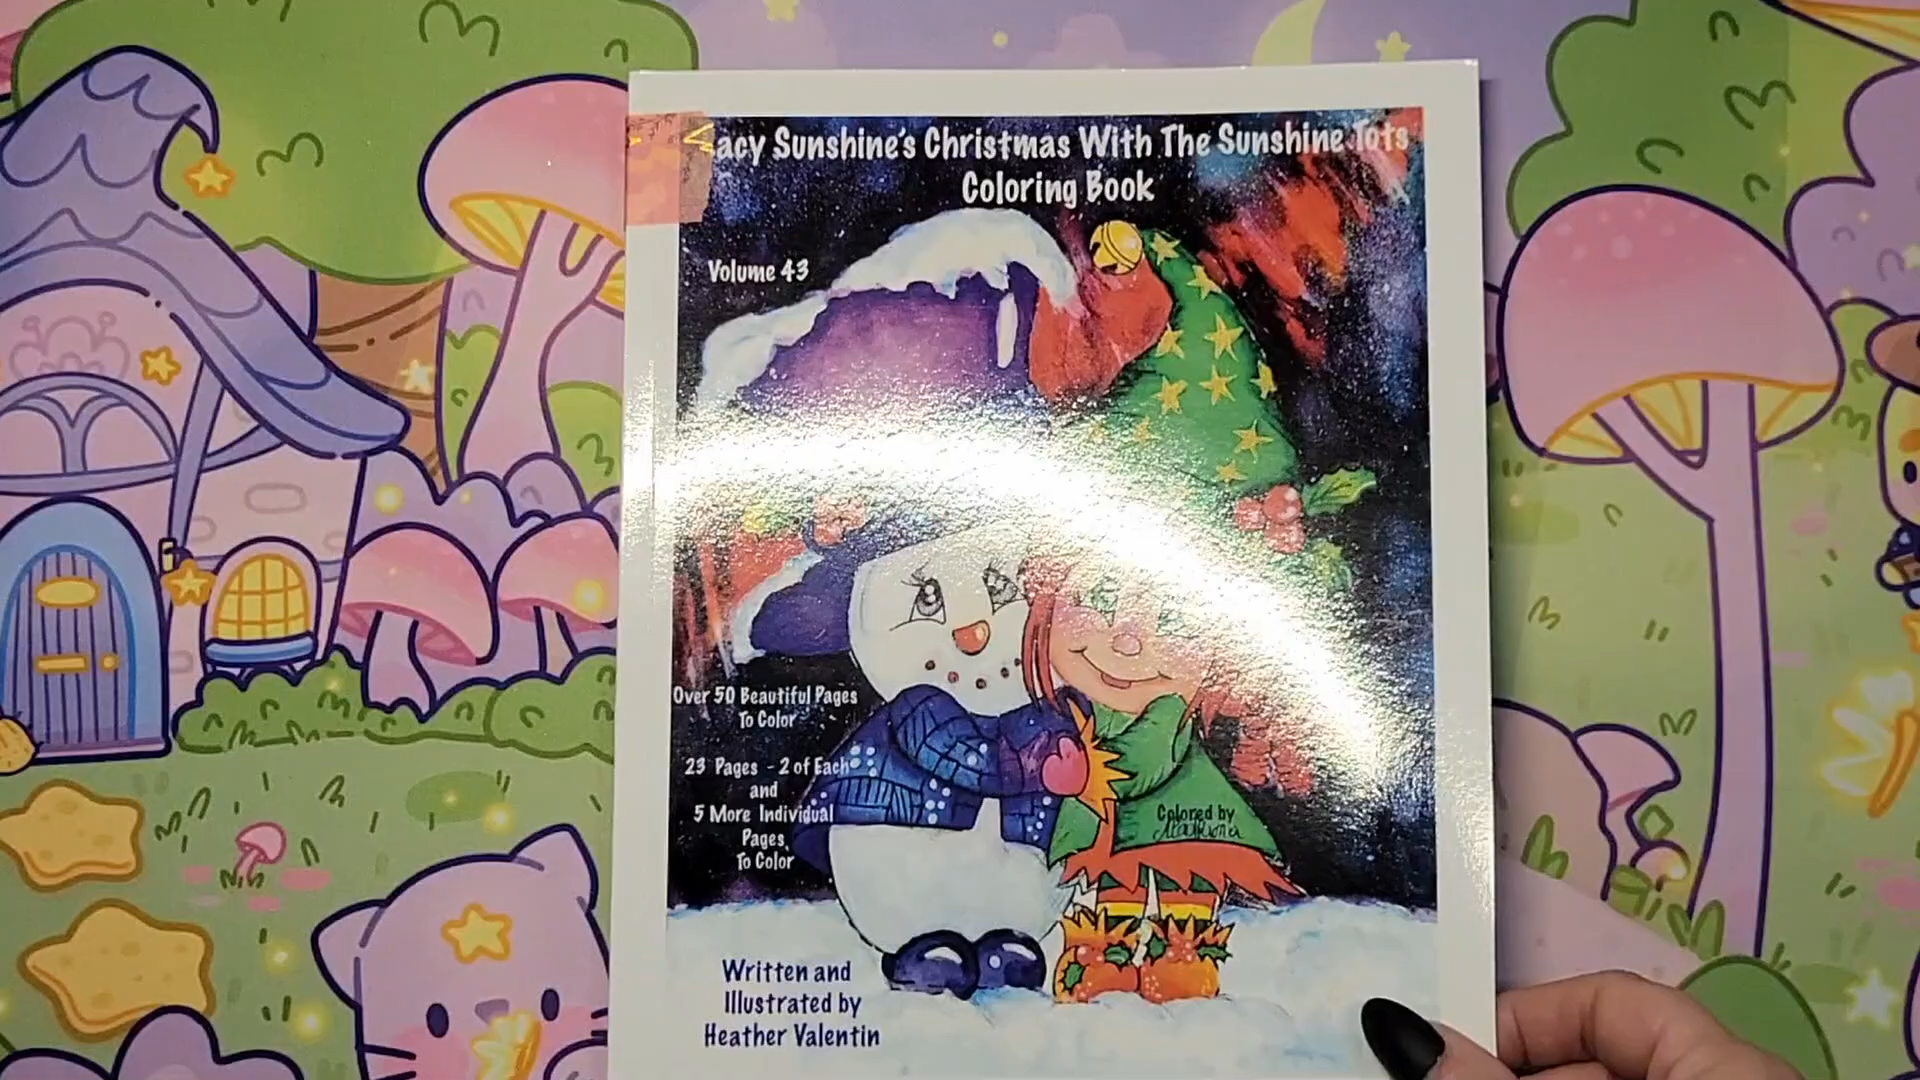 acy Sunshine's Christmas With The Sunshine Tots
Coloring Book
Volume 43
Over 50 Beautiful Pages
To Color
23 Pages - 2 of Each
and
5 More Individual
Pages
To Color
Colored by
Written and
Illustrated by
Heather Valentin